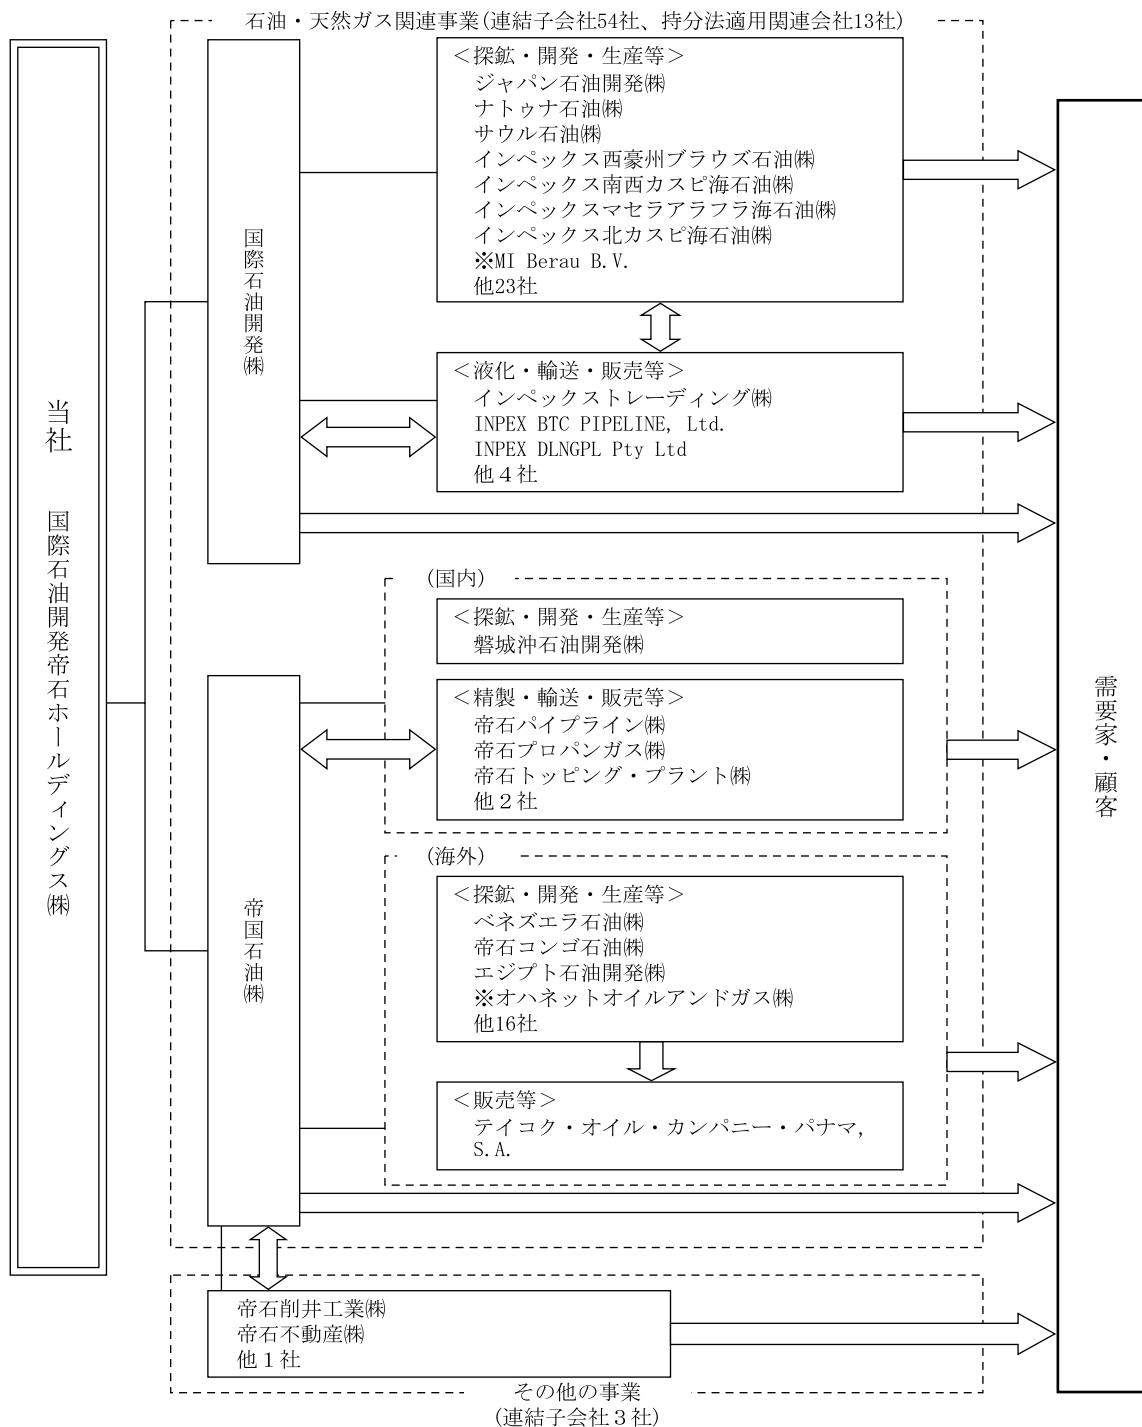 石油・天然ガス関連事業(連結子会社54社、持分法適用関連会社13社)
当社　国際石油開発帝石ホールディングス㈱
国際石油開発㈱
＜探鉱・開発・生産等＞
ジャパン石油開発㈱
ナトゥナ石油㈱
サウル石油㈱
インペックス西豪州ブラウズ石油㈱
インペックス南西カスピ海石油㈱
インペックスマセラアラフラ海石油㈱
インペックス北カスピ海石油㈱
※MI Berau B.V.
他23社
＜液化・輸送・販売等＞
インペックストレーディング㈱
INPEX BTC PIPELINE, Ltd.
INPEX DLNGPL Pty Ltd
他４社
帝国石油㈱
(国内)
＜探鉱・開発・生産等＞
磐城沖石油開発㈱
＜精製・輸送・販売等＞
帝石パイプライン㈱
帝石プロパンガス㈱
帝石トッピング・プラント㈱
他２社
(海外)
＜探鉱・開発・生産等＞
ベネズエラ石油㈱
帝石コンゴ石油㈱
エジプト石油開発㈱
※オハネットオイルアンドガス㈱
他16社
＜販売等＞
テイコク・オイル・カンパニー・パナマ,
S.A.
需要家・顧客
帝石削井工業㈱
帝石不動産㈱
他１社
その他の事業
(連結子会社３社)